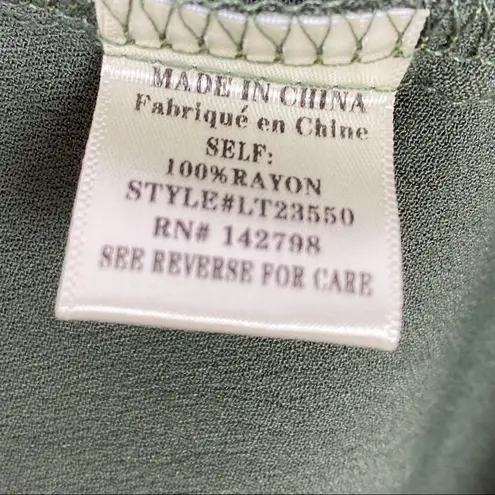 MADE IN CHINA
Fabriqué en Chine
SELF:
100%RAYON
STYLE#LT23550
RN# 142798
SEE REVERSE FOR CARE